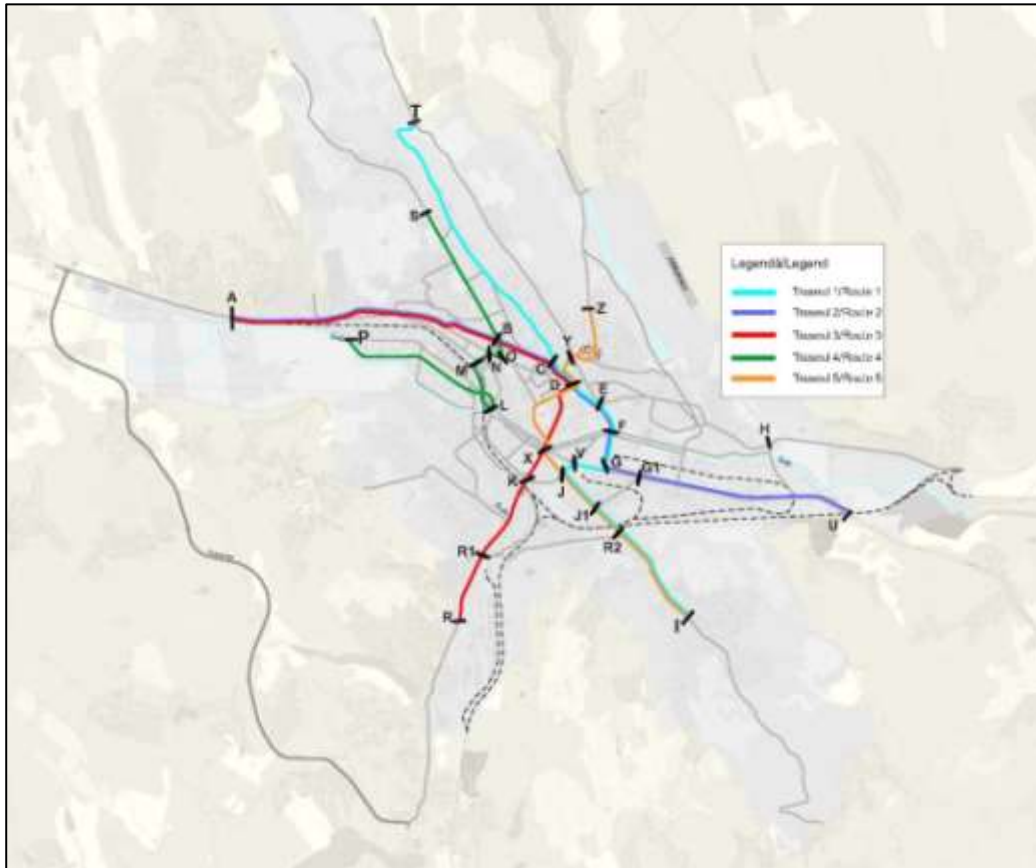 T
S
Legendă/Legend
Traseul 1/Route 1
Traseul 2/Route 2
Traseul 3/Route 3
Traseul 4/Route 4
Traseul 5/Route 5
A
Z
P
B
Y
M
N
O
C
D
E
L
F
H
X
V
G
G1
K
J
J1
U
R1
R2
R
I